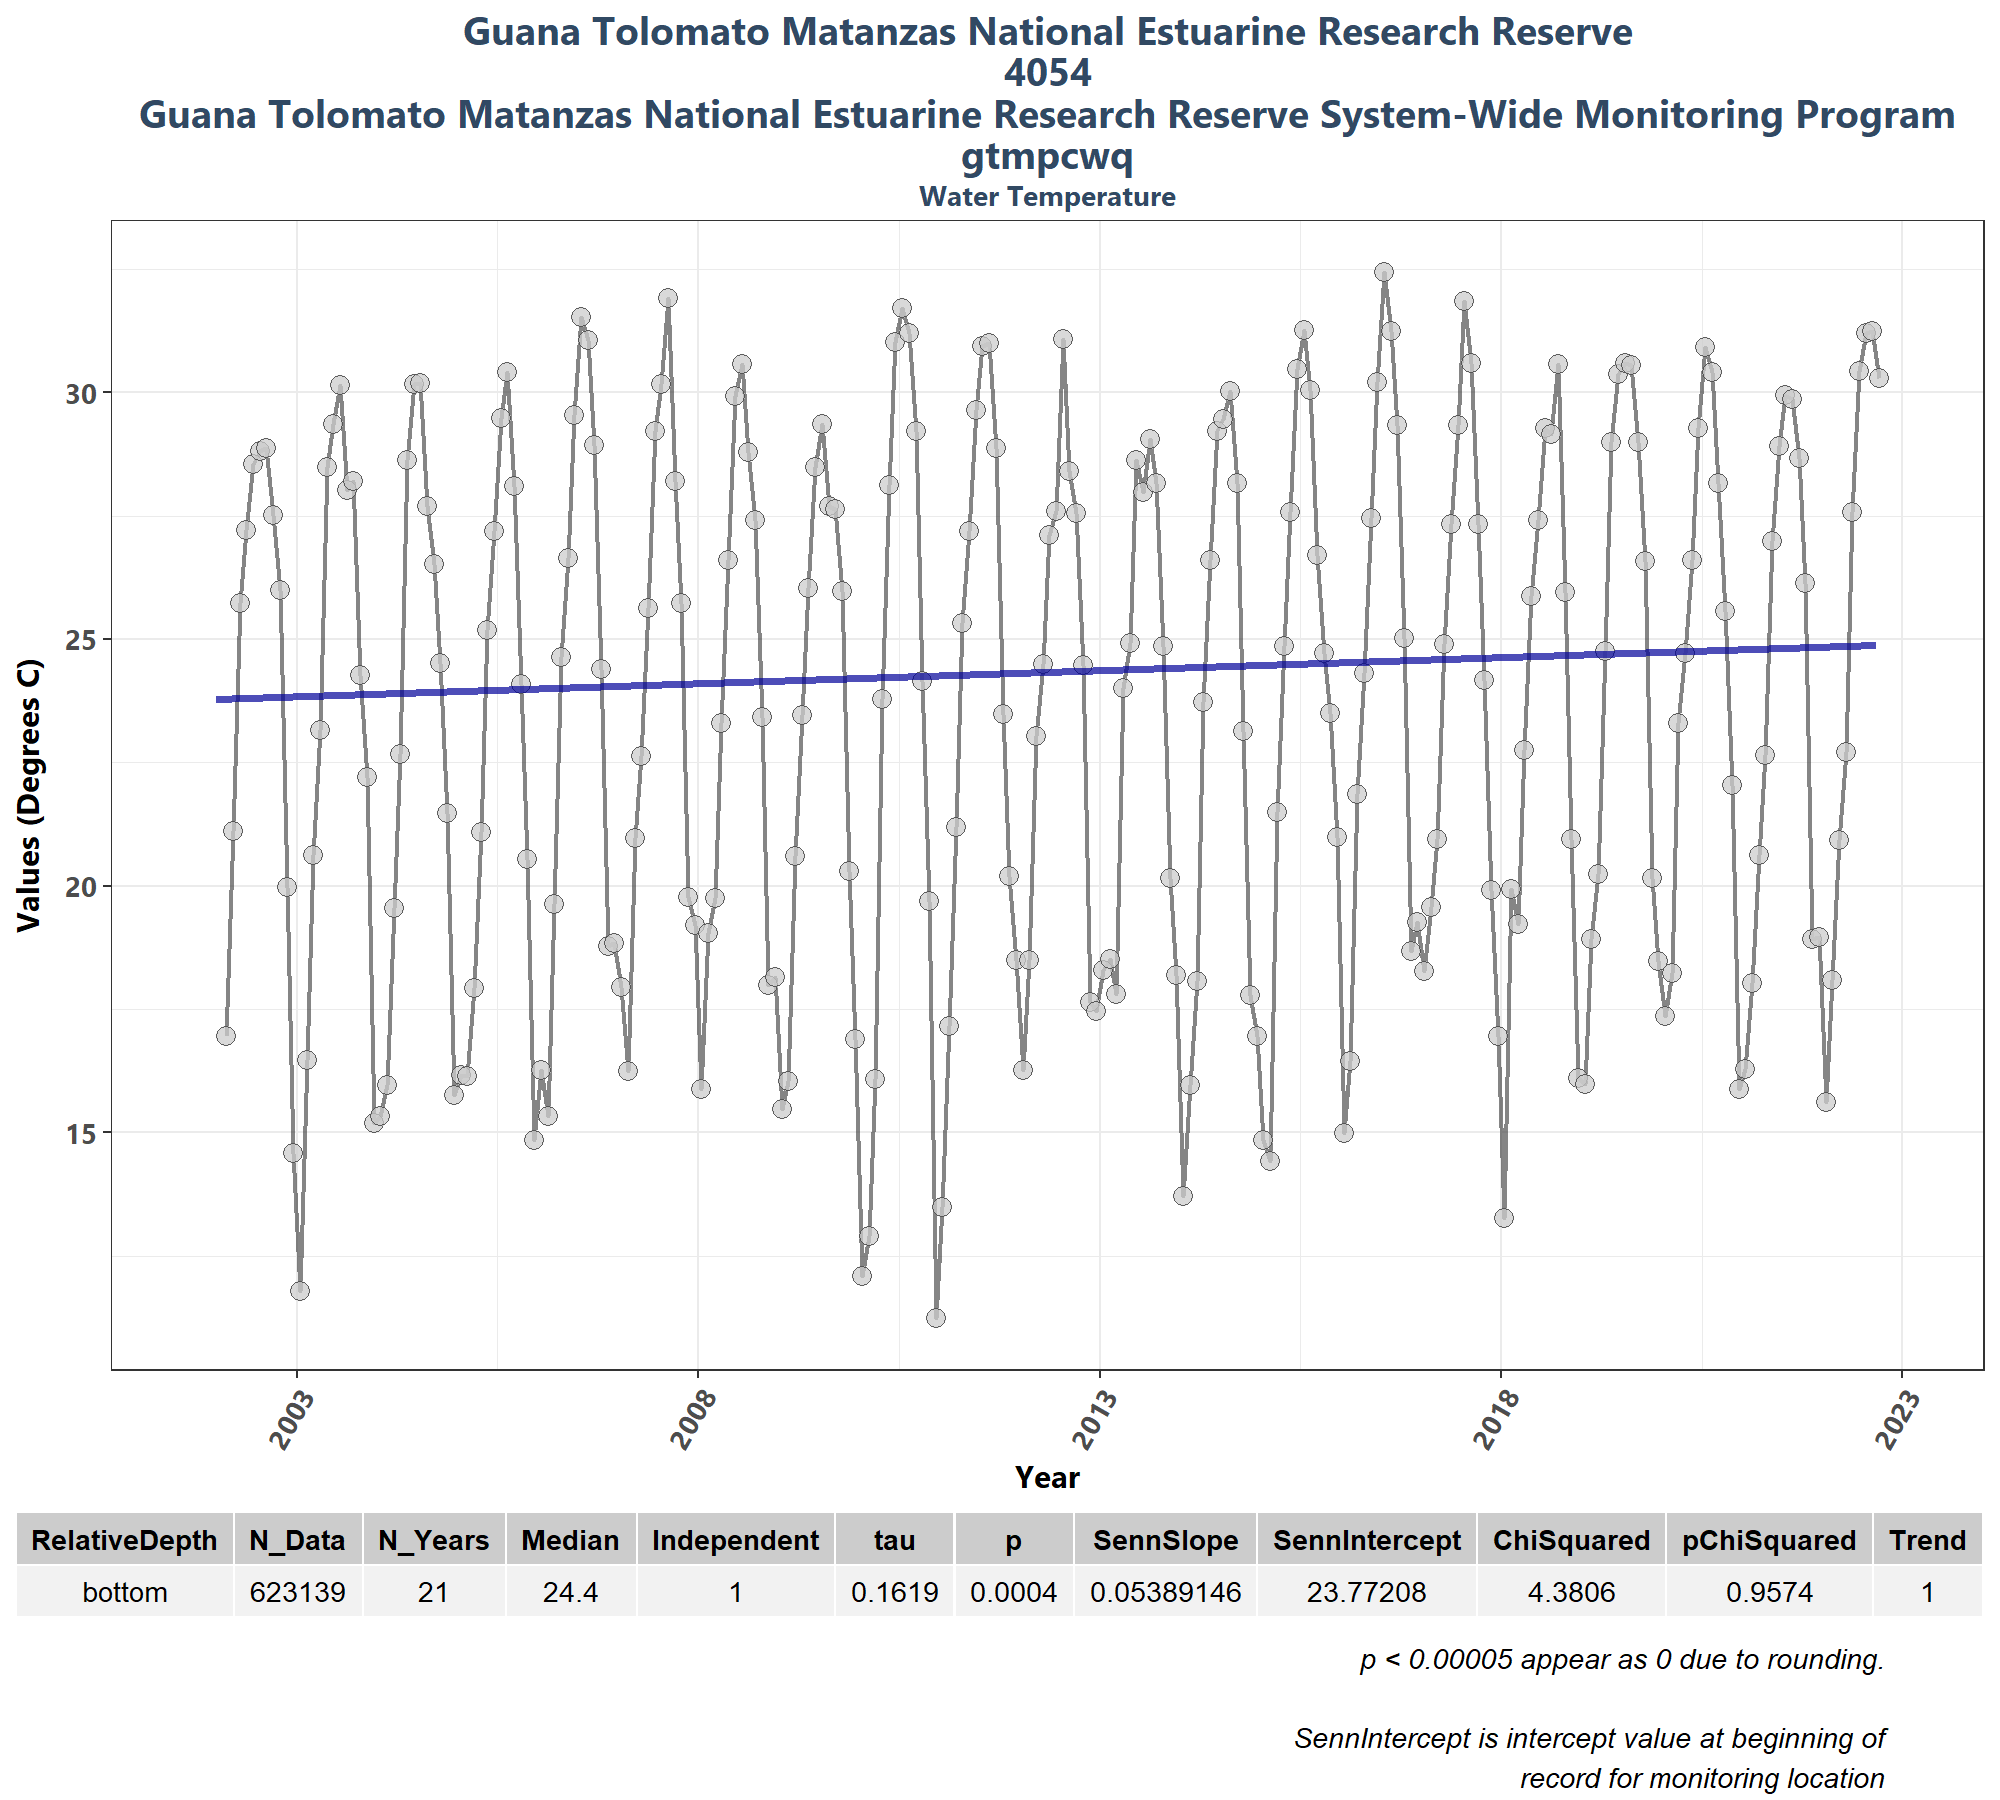 Guana Tolomato Matanzas National Estuarine Research Reserve
4054
Guana Tolomato Matanzas National Estuarine Research Reserve System-Wide Monitoring Program
gtmpcwq
Water Temperature
Values (Degrees C)
30
25
20
15
2003 2008 2013 2018 2023
Year
RelativeDepth N_Data N_Years Median Independent tau p SennSlope SennIntercept ChiSquared pChiSquared Trend
bottom 623139 21 24.4 1 0.1619 0.0004 0.05389146 23.77208 4.3806 0.9574 1
p < 0.00005 appear as 0 due to rounding.
SennIntercept is intercept value at beginning of
record for monitoring location